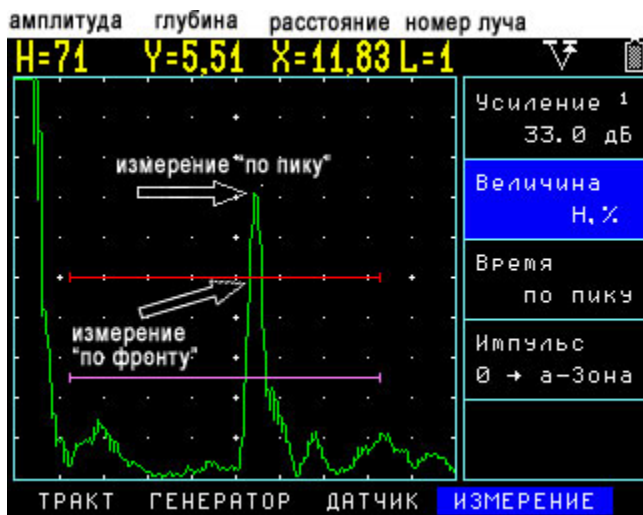 амплитуда глубина расстояние номер луча
H=71 Y=5,51 X=11,83 L=1
Усиление 1
33.0 дБ
измерение "по пику"
Величина
H,%
Время
по пику
измерение
"по фронту"
Импульс
0 → а-Зона
ТРАКТ ГЕНЕРАТОР ДАТЧИК ИЗМЕРЕНИЕ